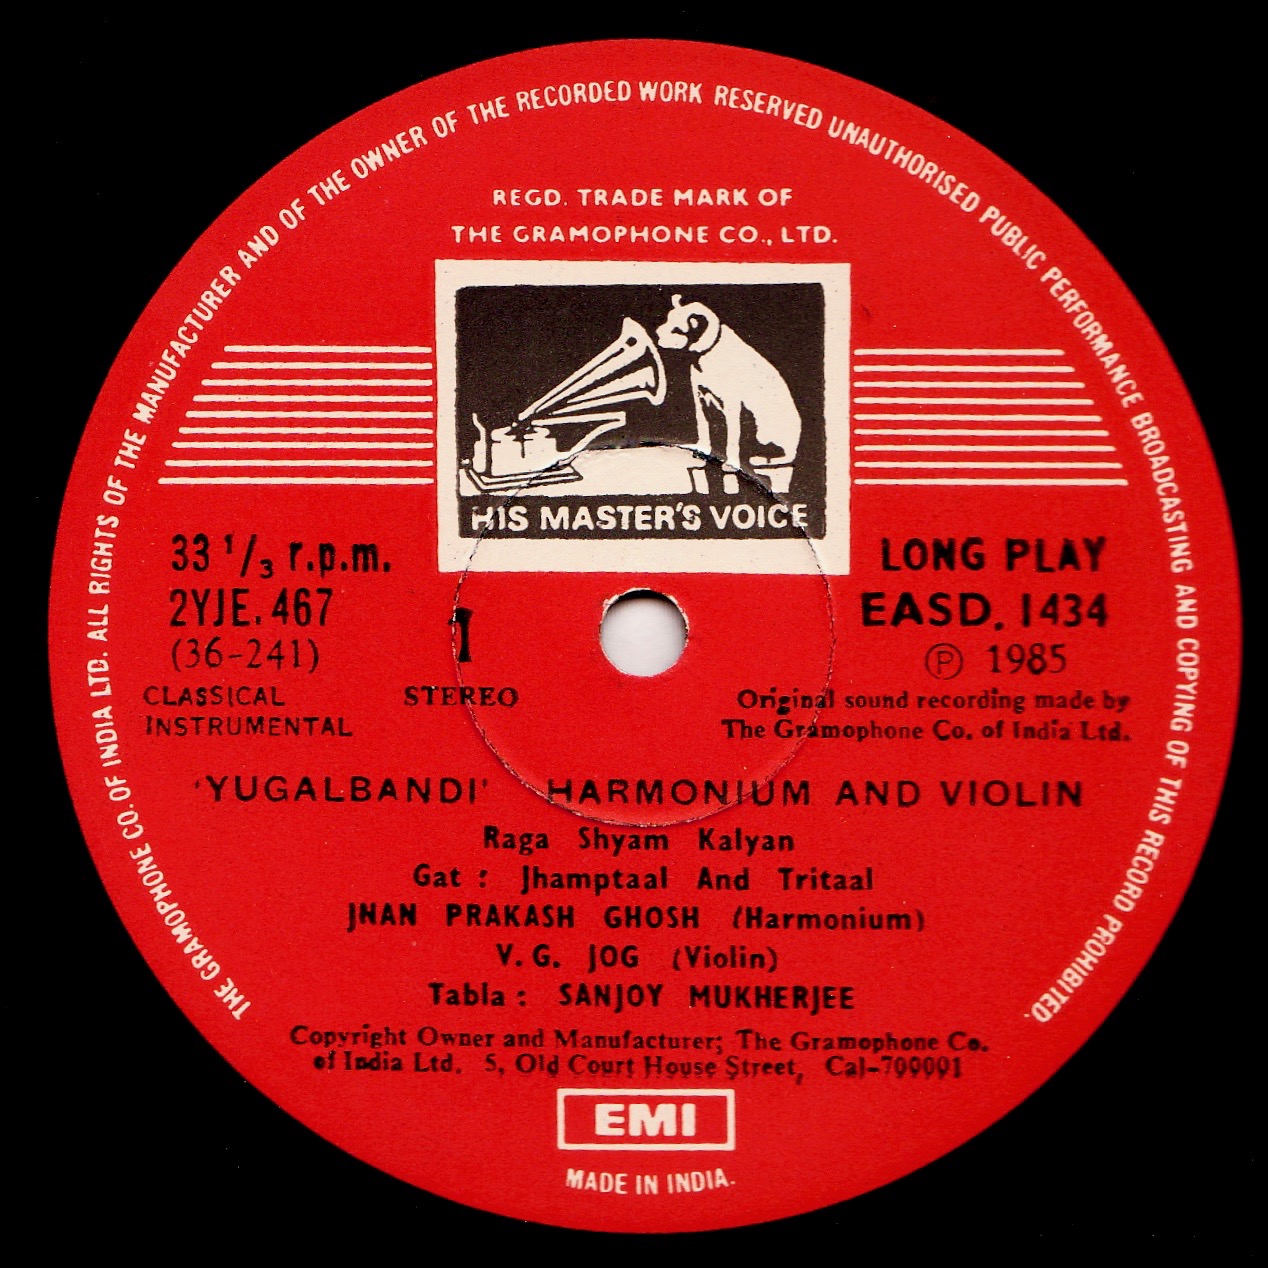 THE GRAMOPHONE CO. OF INDIA LTD. ALL RIGHTS OF THE MANUFACTURER AND OF THE OWNER OF THE RECORDED WORK RESERVED UNAUTHORISED PUBLIC PERFORMANCE BROADCASTING AND COPYING OF THIS RECORD PROHIBITED.
REGD. TRADE MARK OF
THE GRAMOPHONE CO., LTD.
HIS MASTER'S VOICE
33 1/3 r.p.m.
LONG PLAY
2YJE. 467
1
EASD. 1434
(36-241)
℗ 1985
CLASSICAL
INSTRUMENTAL
STEREO
Original sound recording made by
The Gramophone Co. of India Ltd.
'YUGALBANDI' HARMONIUM AND VIOLIN
Raga Shyam Kalyan
Gat : Jhamptaal And Tritaal
JNAN PRAKASH GHOSH (Harmonium)
V. G. JOG (Violin)
Tabla : SANJOY MUKHERJEE
Copyright Owner and Manufacturer; The Gramophone Co.
of India Ltd. 5, Old Court House Street, Cal-700001
EMI
MADE IN INDIA.